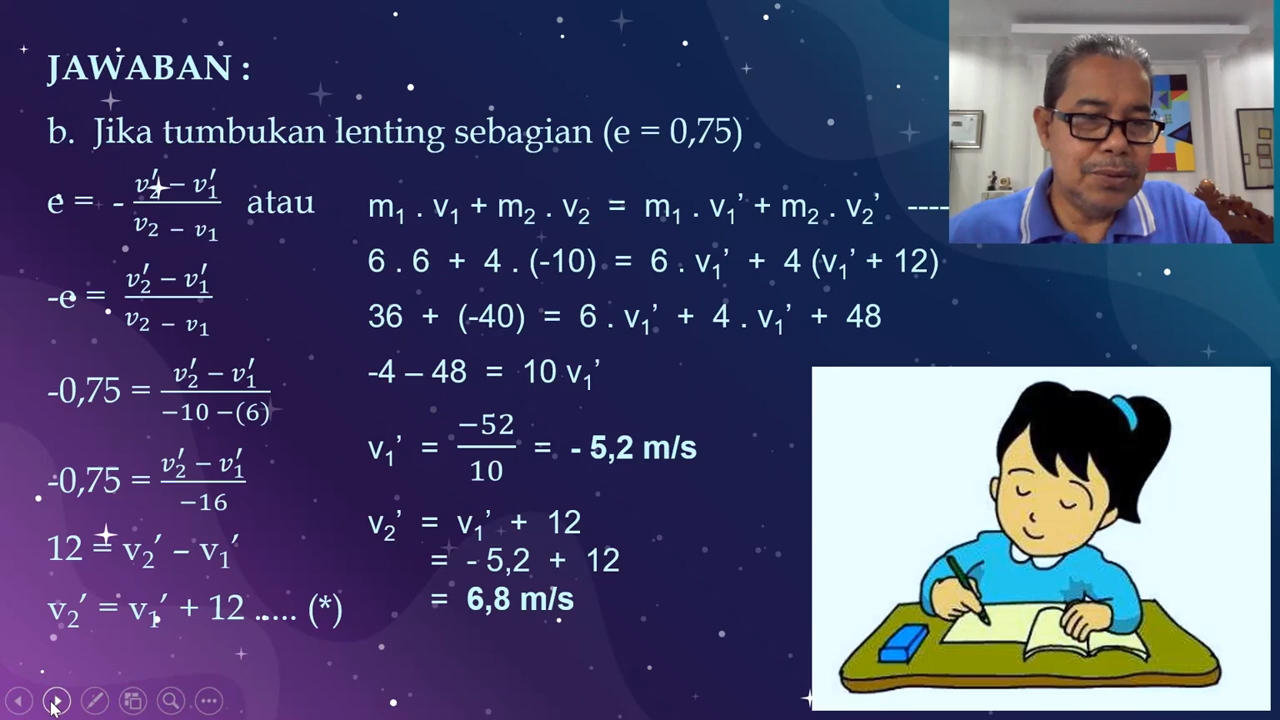 JAWABAN :
b. Jika tumbukan lenting sebagian (e = 0,75)
e = - (v₂′ − v₁′)/(v₂ − v₁) atau
-e = (v₂′ − v₁′)/(v₂ − v₁)
-0,75 = (v₂′ − v₁′)/(−10 −(6))
-0,75 = (v₂′ − v₁′)/(−16)
12 = v₂′ – v₁′
v₂′ = v₁′ + 12 ..... (*)
m₁ . v₁ + m₂ . v₂ = m₁ . v₁’ + m₂ . v₂’ ----
6 . 6 + 4 . (-10) = 6 . v₁’ + 4 (v₁’ + 12)
36 + (-40) = 6 . v₁’ + 4 . v₁’ + 48
-4 – 48 = 10 v₁’
v₁’ = −52/10 = - 5,2 m/s
v₂’ = v₁’ + 12
= - 5,2 + 12
= 6,8 m/s